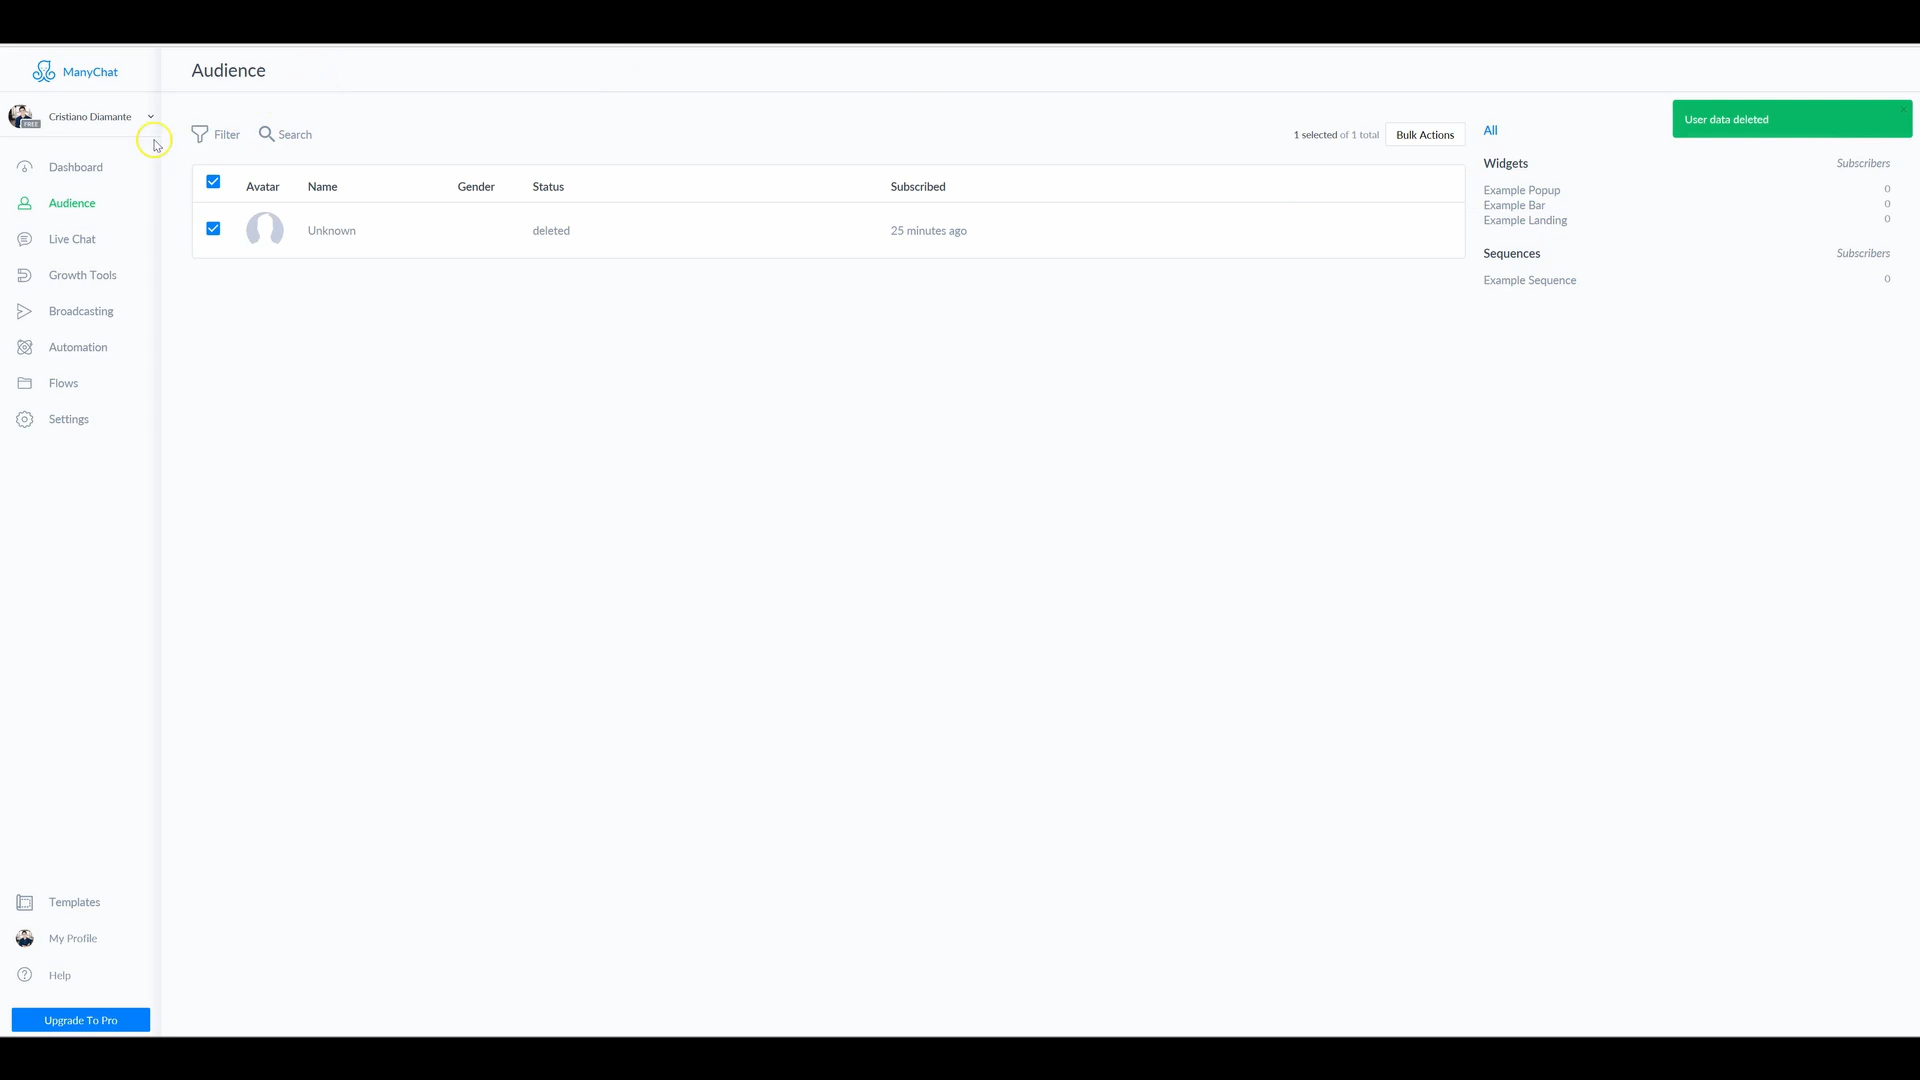 ManyChat
Audience
FREE
Cristiano Diamante
Filter
Search
1 selected of 1 total
Bulk Actions
All
User data deleted
Dashboard
Audience
Live Chat
Growth Tools
Broadcasting
Automation
Flows
Settings
Avatar Name Gender Status Subscribed
Unknown deleted 25 minutes ago
Widgets Subscribers
Example Popup 0
Example Bar 0
Example Landing 0
Sequences Subscribers
Example Sequence 0
Templates
My Profile
Help
Upgrade To Pro